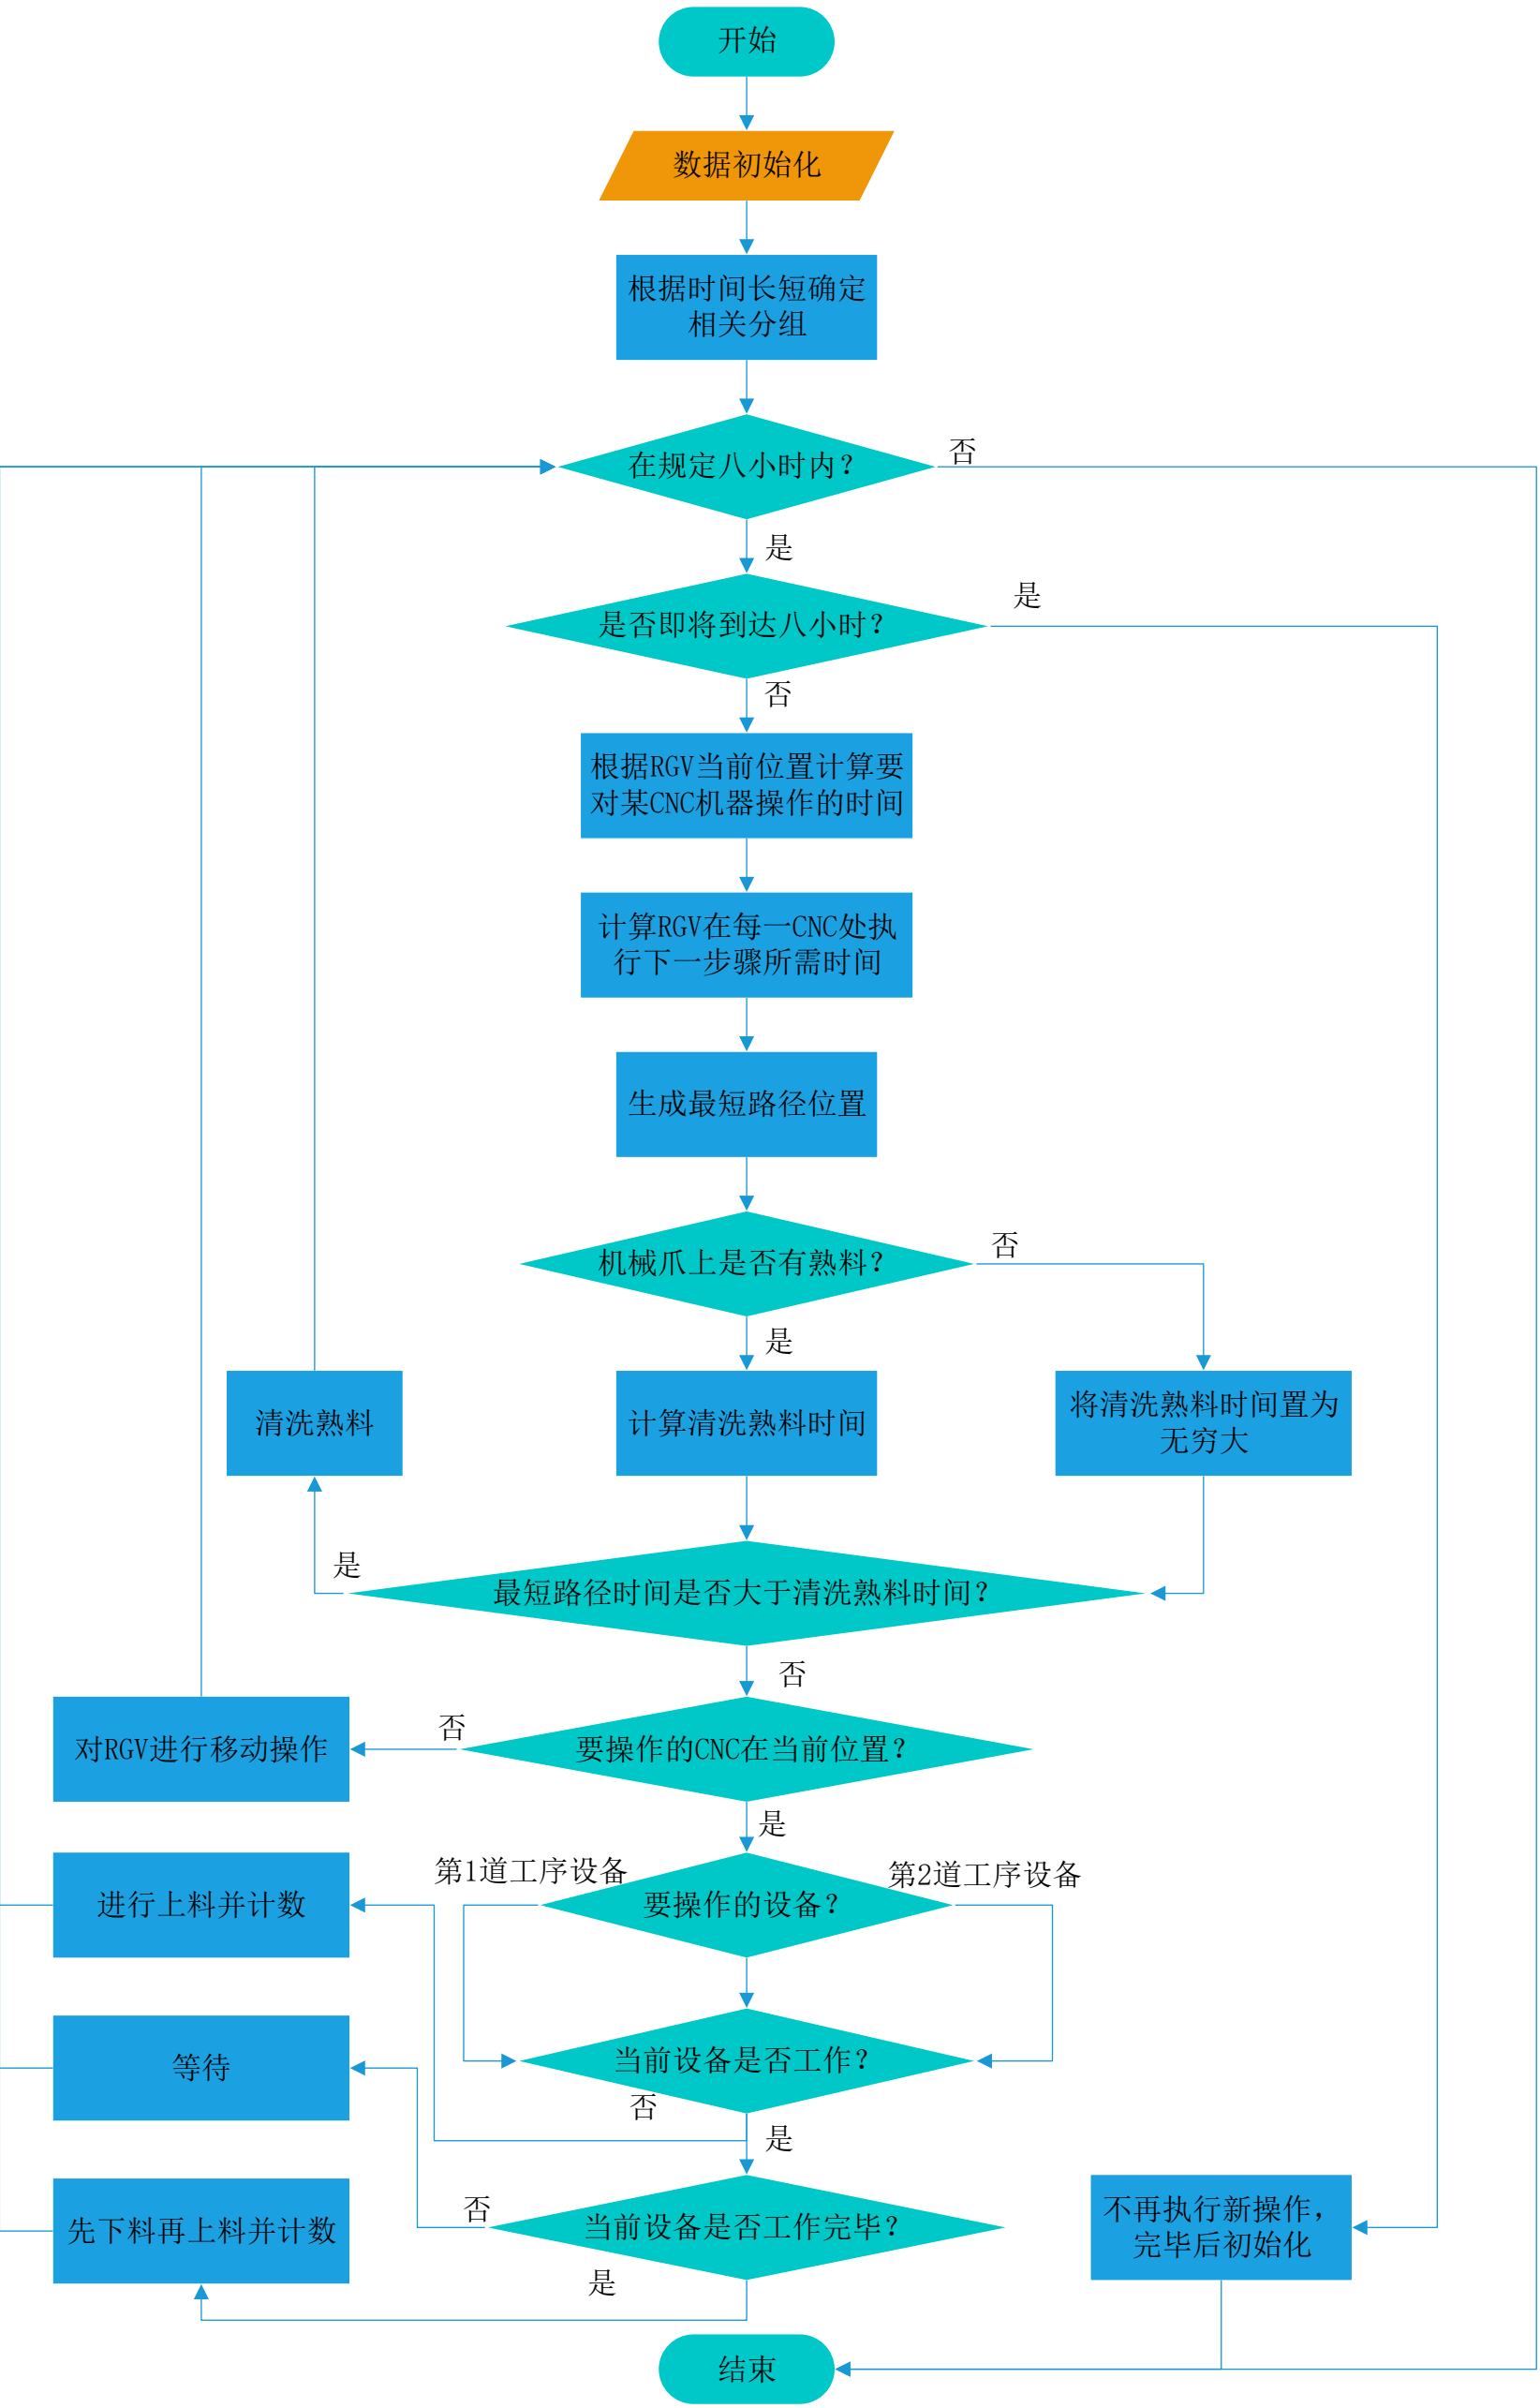 开始
数据初始化
根据时间长短确定
相关分组
否
在规定八小时内？
是
是
是否即将到达八小时？
否
根据RGV当前位置计算要
对某CNC机器操作的时间
计算RGV在每一CNC处执
行下一步骤所需时间
生成最短路径位置
否
机械爪上是否有熟料？
是
清洗熟料
计算清洗熟料时间
将清洗熟料时间置为
无穷大
是
最短路径时间是否大于清洗熟料时间？
否
否
对RGV进行移动操作
要操作的CNC在当前位置？
是
第1道工序设备
第2道工序设备
进行上料并计数
要操作的设备？
等待
当前设备是否工作？
否
是
否
先下料再上料并计数
当前设备是否工作完毕？
不再执行新操作，
完毕后初始化
是
结束